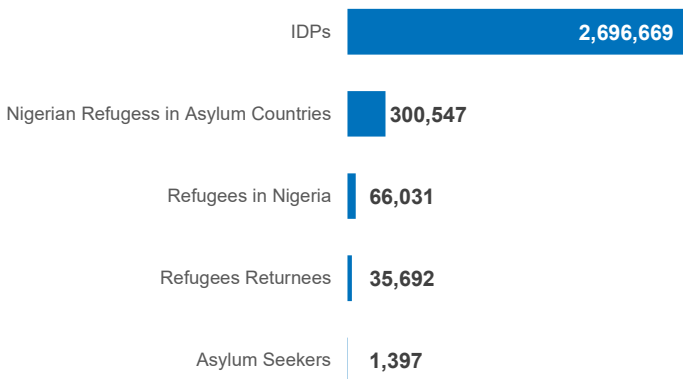 IDPs 2,696,669
Nigerian Refugess in Asylum Countries 300,547
Refugees in Nigeria 66,031
Refugees Returnees 35,692
Asylum Seekers 1,397